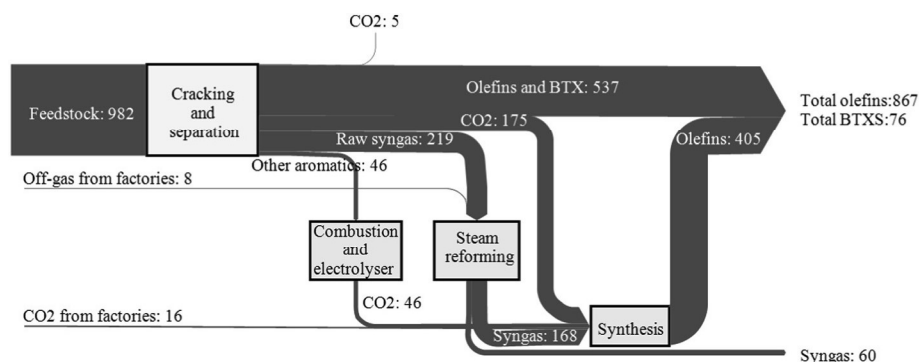 CO2: 5
Olefins and BTX: 537
Feedstock: 982
Cracking
and
separation
Total olefins:867
Total BTXS:76
CO2: 175
Raw syngas: 219
Olefins: 405
Other aromatics: 46
Off-gas from factories: 8
Combustion
and
electrolyser
Steam
reforming
CO2: 46
CO2 from factories: 16
Synthesis
Syngas: 168
Syngas: 60